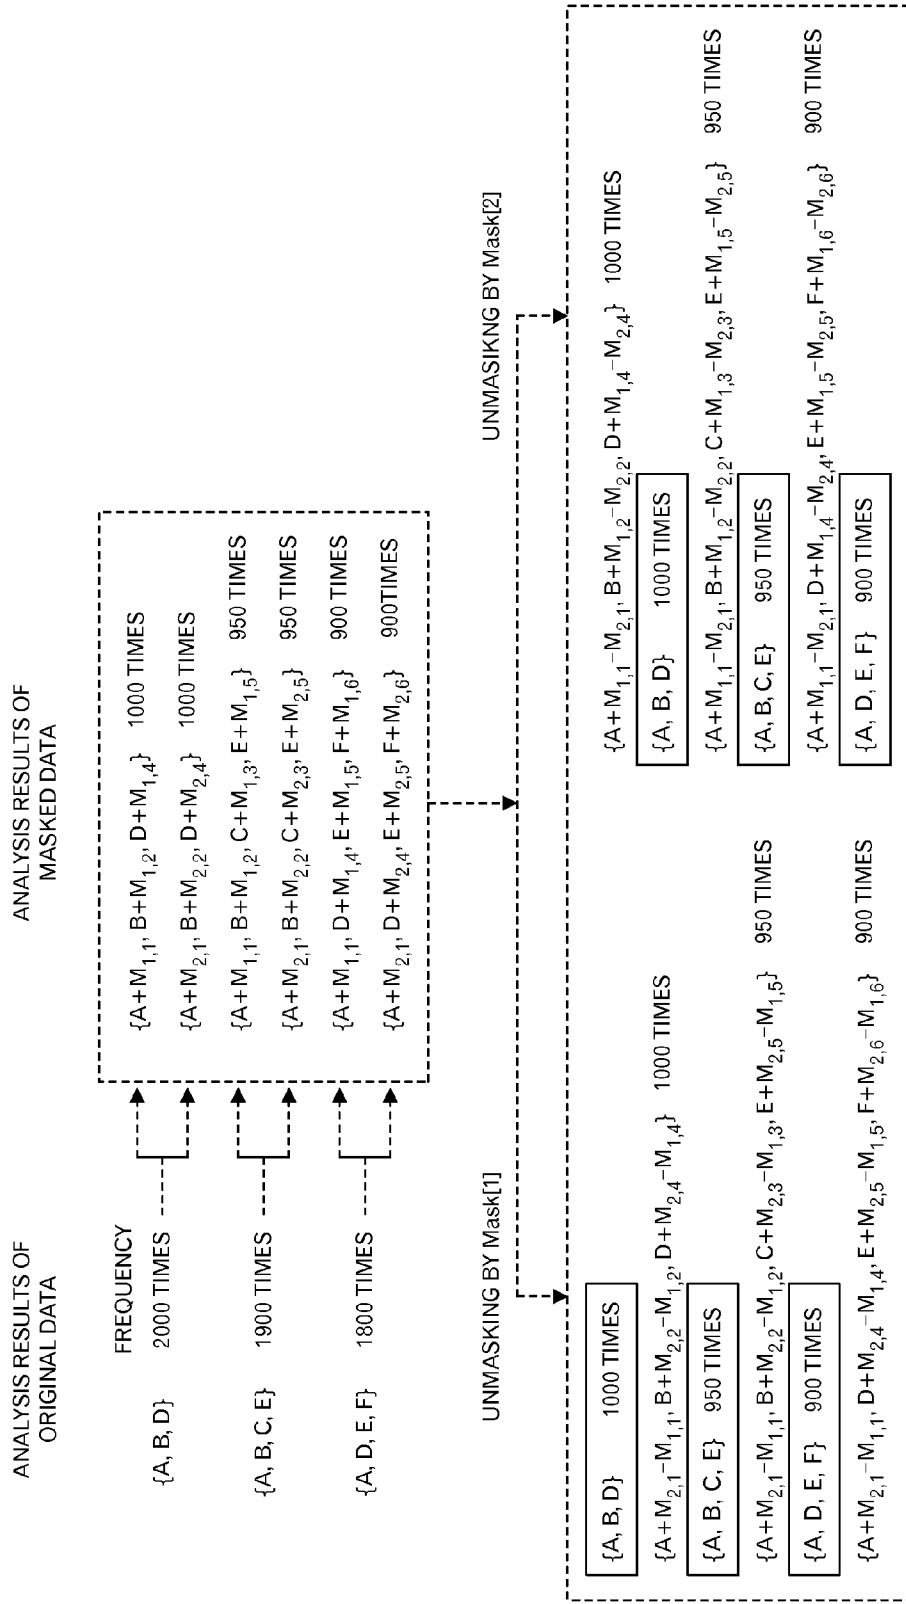 ANALYSIS RESULTS OF
ORIGINAL DATA
FREQUENCY
{A, B, D} 2000 TIMES
{A, B, C, E} 1900 TIMES
{A, D, E, F} 1800 TIMES
ANALYSIS RESULTS OF
MASKED DATA
{A+M1,1, B+M1,2, D+M1,4} 1000 TIMES
{A+M2,1, B+M2,2, D+M2,4} 1000 TIMES
{A+M1,1, B+M1,2, C+M1,3, E+M1,5} 950 TIMES
{A+M2,1, B+M2,2, C+M2,3, E+M2,5} 950 TIMES
{A+M1,1, D+M1,4, E+M1,5, F+M1,6} 900 TIMES
{A+M2,1, D+M2,4, E+M2,5, F+M2,6} 900TIMES
UNMASKING BY Mask[1]
{A, B, D} 1000 TIMES
{A+M2,1−M1,1, B+M2,2−M1,2, D+M2,4−M1,4} 1000 TIMES
{A, B, C, E} 950 TIMES
{A+M2,1−M1,1, B+M2,2−M1,2, C+M2,3−M1,3, E+M2,5−M1,5} 950 TIMES
{A, D, E, F} 900 TIMES
{A+M2,1−M1,1, D+M2,4−M1,4, E+M2,5−M1,5, F+M2,6−M1,6} 900 TIMES
UNMASIKNG BY Mask[2]
{A+M1,1−M2,1, B+M1,2−M2,2, D+M1,4−M2,4} 1000 TIMES
{A, B, D} 1000 TIMES
{A+M1,1−M2,1, B+M1,2−M2,2, C+M1,3−M2,3, E+M1,5−M2,5} 950 TIMES
{A, B, C, E} 950 TIMES
{A+M1,1−M2,1, D+M1,4−M2,4, E+M1,5−M2,5, F+M1,6−M2,6} 900 TIMES
{A, D, E, F} 900 TIMES